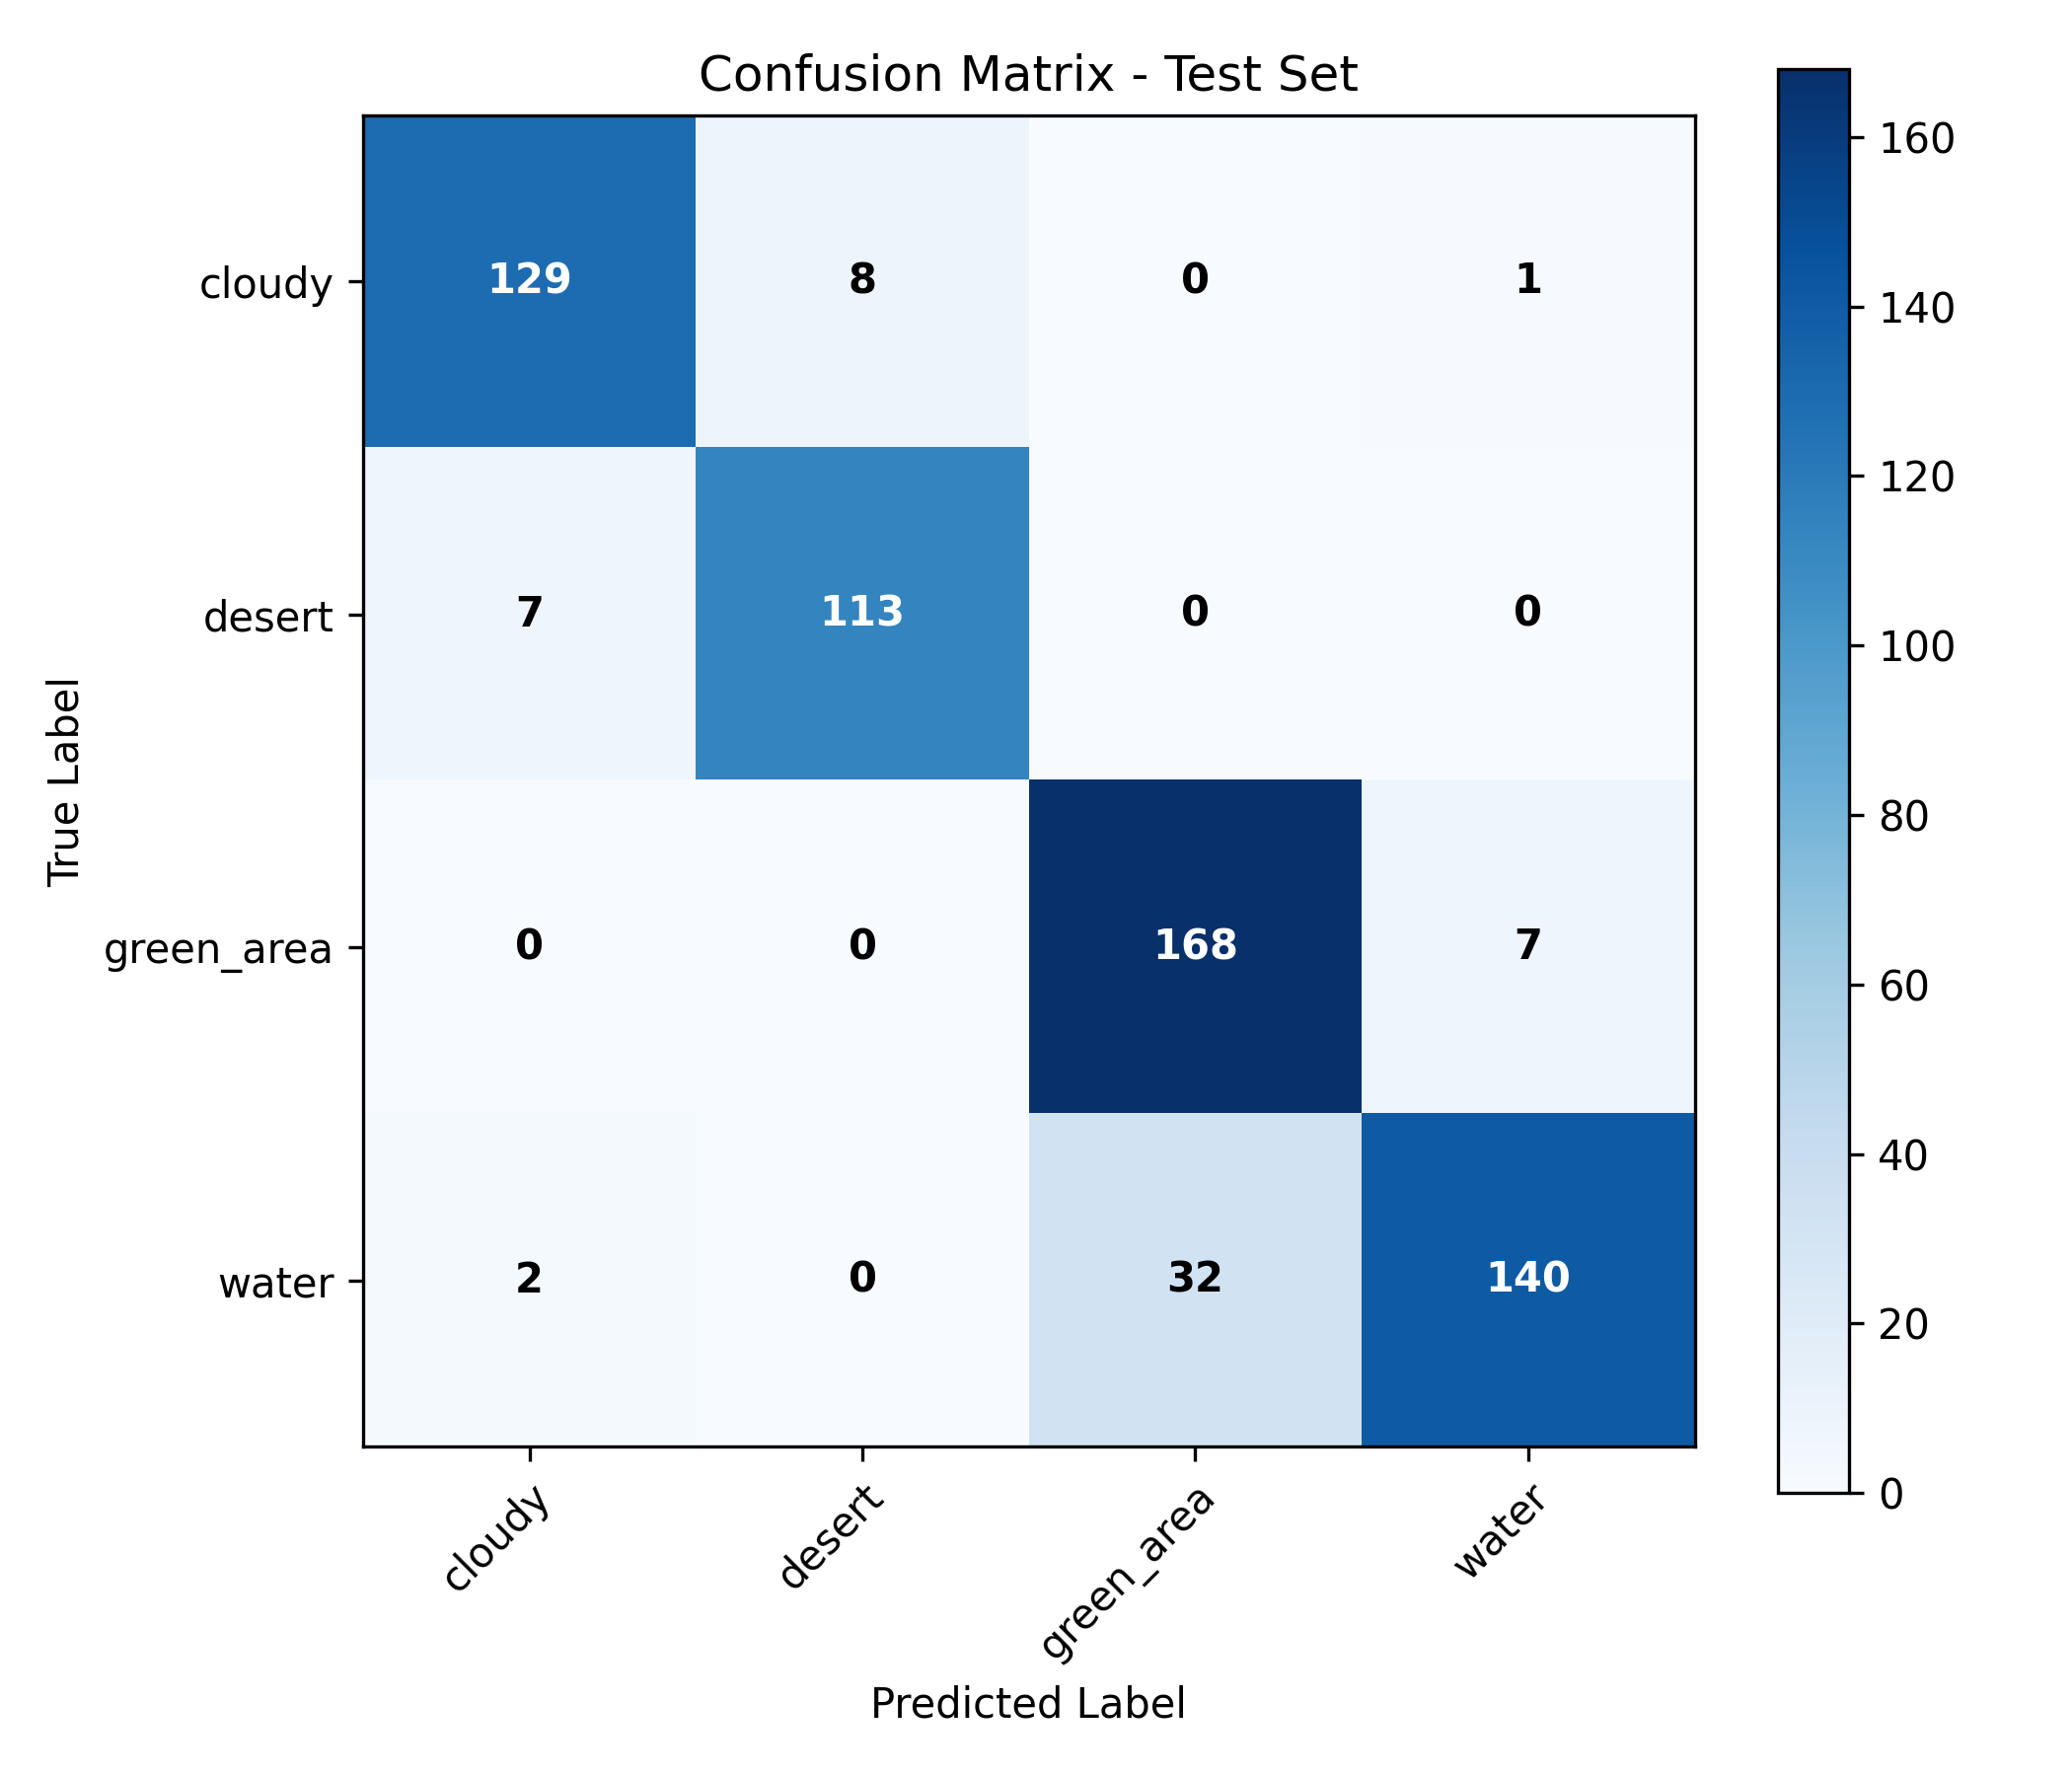 Confusion Matrix - Test Set
True Label
cloudy 129 8 0 1
desert 7 113 0 0
green_area 0 0 168 7
water 2 0 32 140
cloudy desert green_area water
Predicted Label
160
140
120
100
80
60
40
20
0